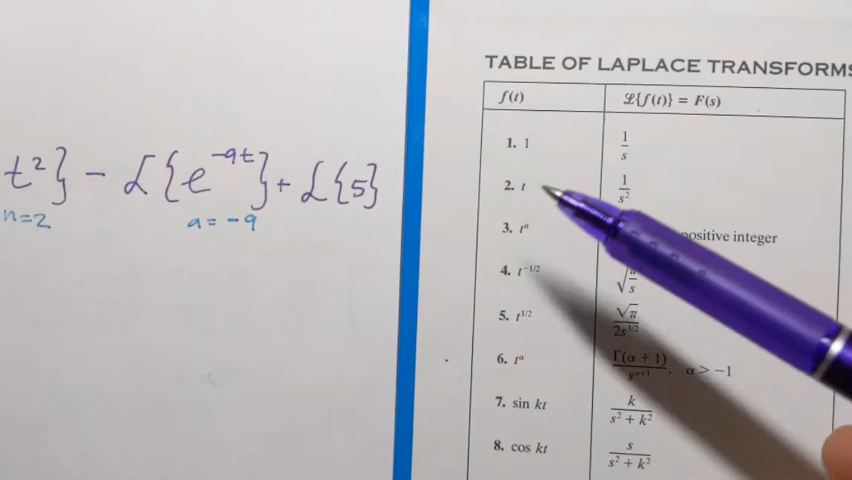 t²} - ℒ{e^-9t} + ℒ{5}
n=2 a=-9
TABLE OF LAPLACE TRANSFORMS
f(t) ℒ{f(t)} = F(s)
1. 1 1/s
2. t 1/s²
3. tⁿ positive integer
4. t^-1/2 √π/s
5. t^1/2 √π/2s^3/2
6. t^α Γ(α + 1)/s^α+1, α > -1
7. sin kt k/s² + k²
8. cos kt s/s² + k²